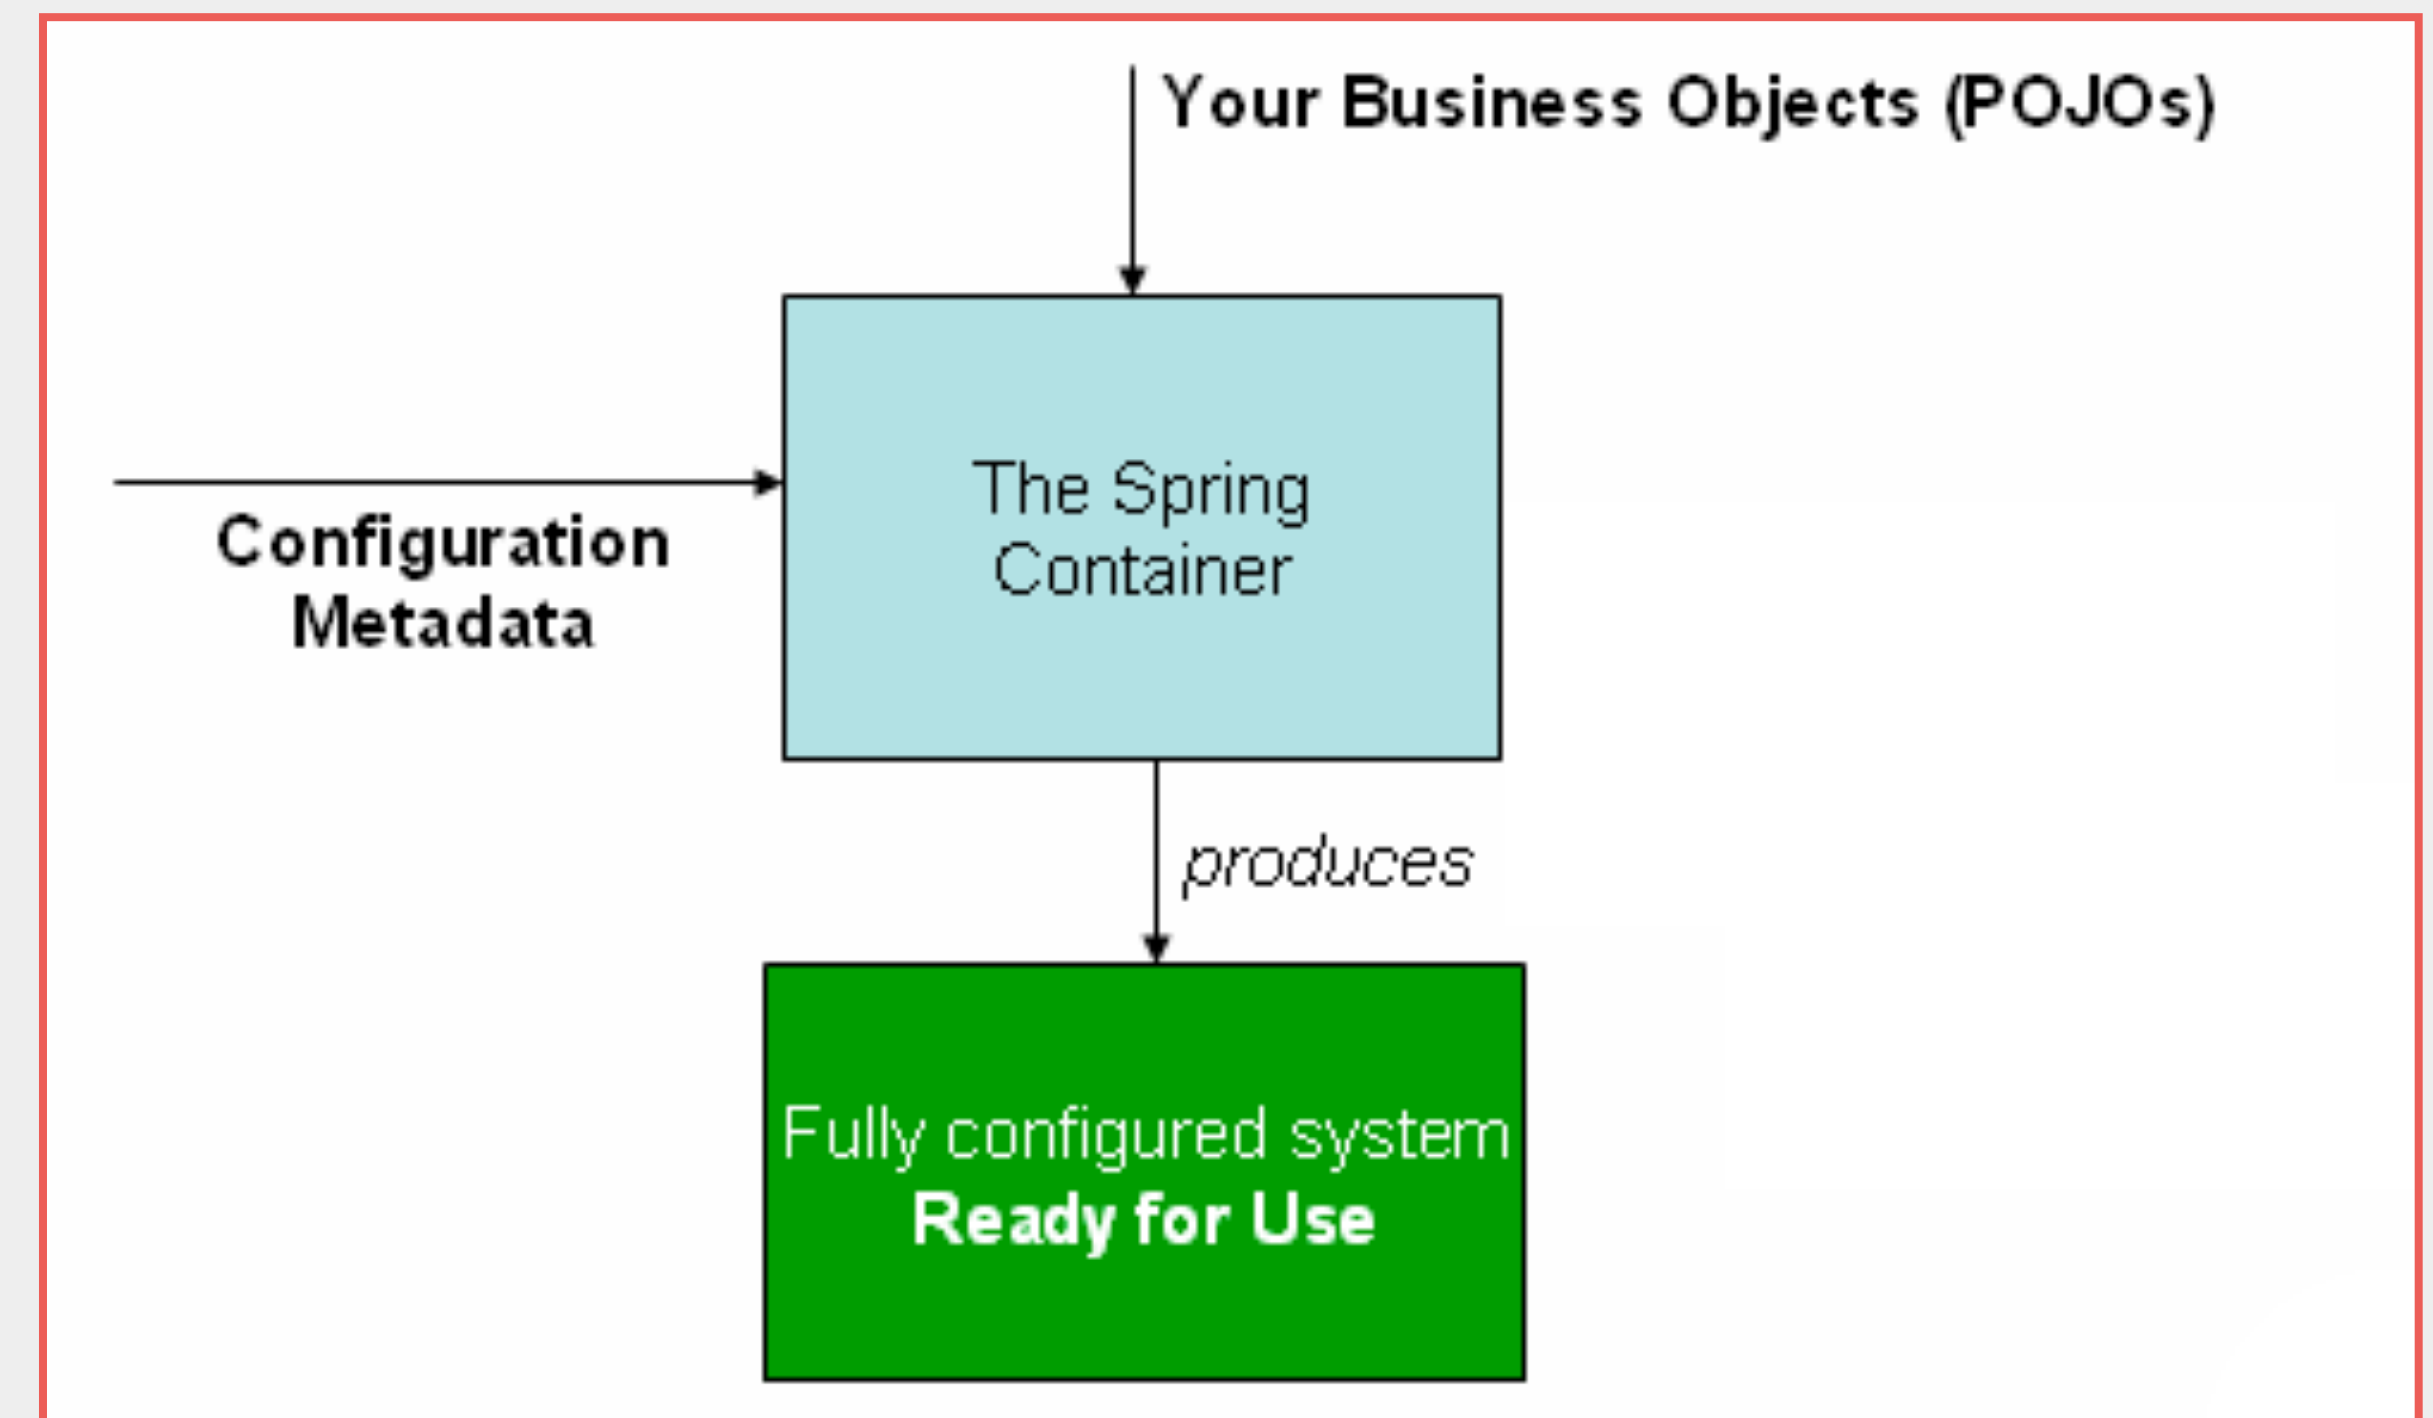 Your Business Objects (POJOs)
The Spring
Container
Configuration
Metadata
produces
Fully configured system
Ready for Use